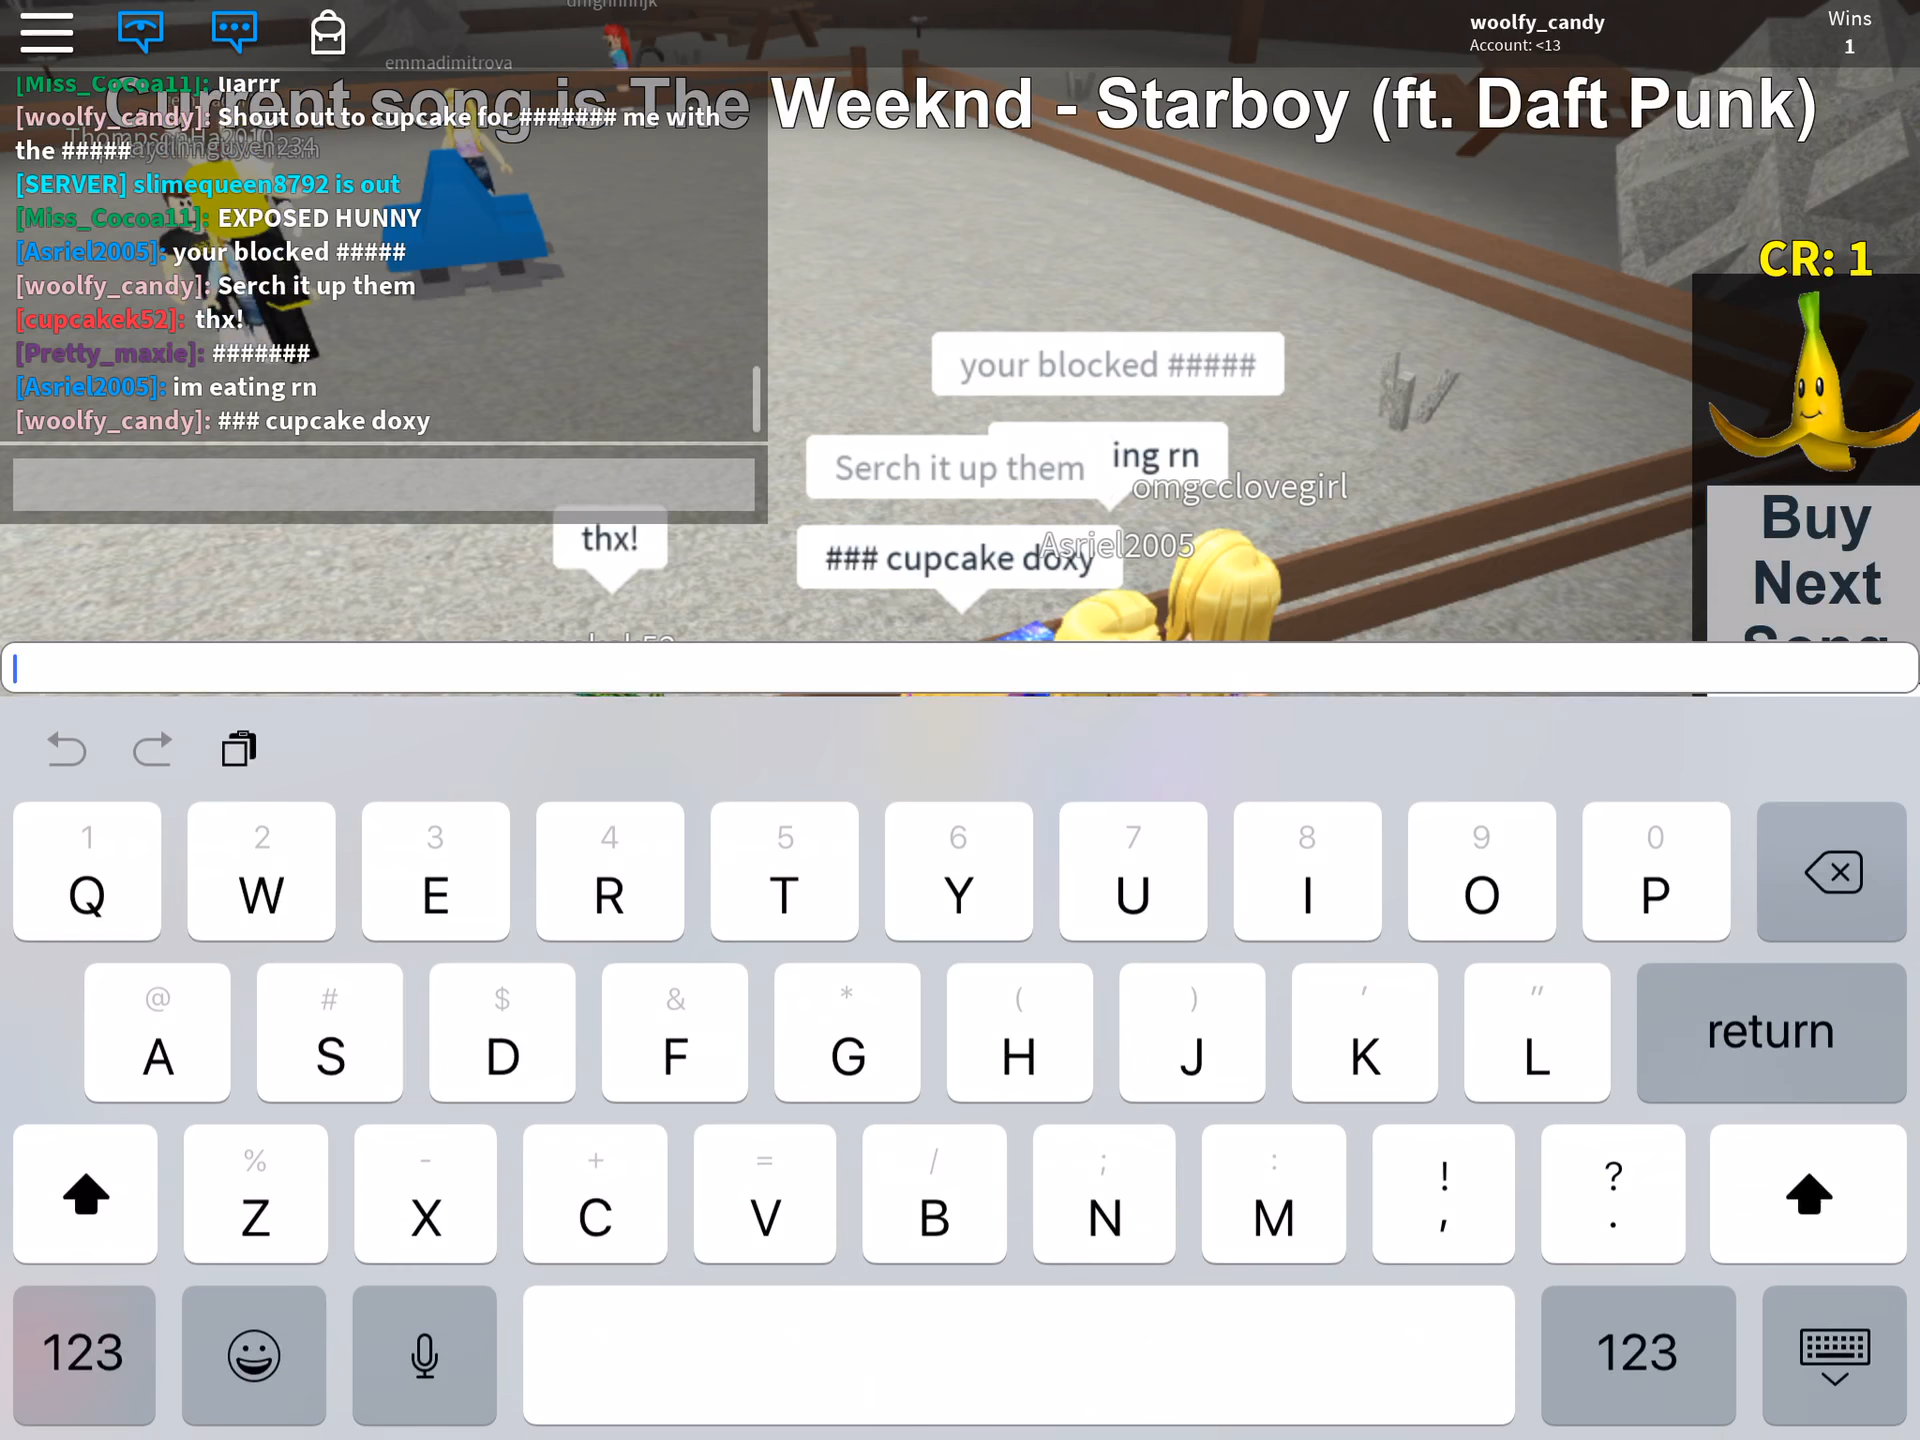 dmghhhhjk
woolfy_candy
Account: <13
Wins
1
emmadimitrova
Current song is The Weeknd - Starboy (ft. Daft Punk)
[Miss_Cocoa11]: liarrr
[woolfy_candy]: Shout out to cupcake for ####### me with
the #####
[SERVER] slimequeen8792 is out
[Miss_Cocoa11]: EXPOSED HUNNY
[Asriel2005]: your blocked #####
[woolfy_candy]: Serch it up them
[cupcakek52]: thx!
[Pretty_maxie]: #######
[Asriel2005]: im eating rn
[woolfy_candy]: ### cupcake doxy
CR: 1
your blocked #####
ing rn
Serch it up them
omgcclovegirl
thx!
Asriel2005
### cupcake doxy
Buy
Next
Song
1 2 3 4 5 6 7 8 9 0
Q W E R T Y U I O P
@ # $ & * ( ) ' "
A S D F G H J K L return
% - + = / ; : ! ?
Z X C V B N M , .
123 123